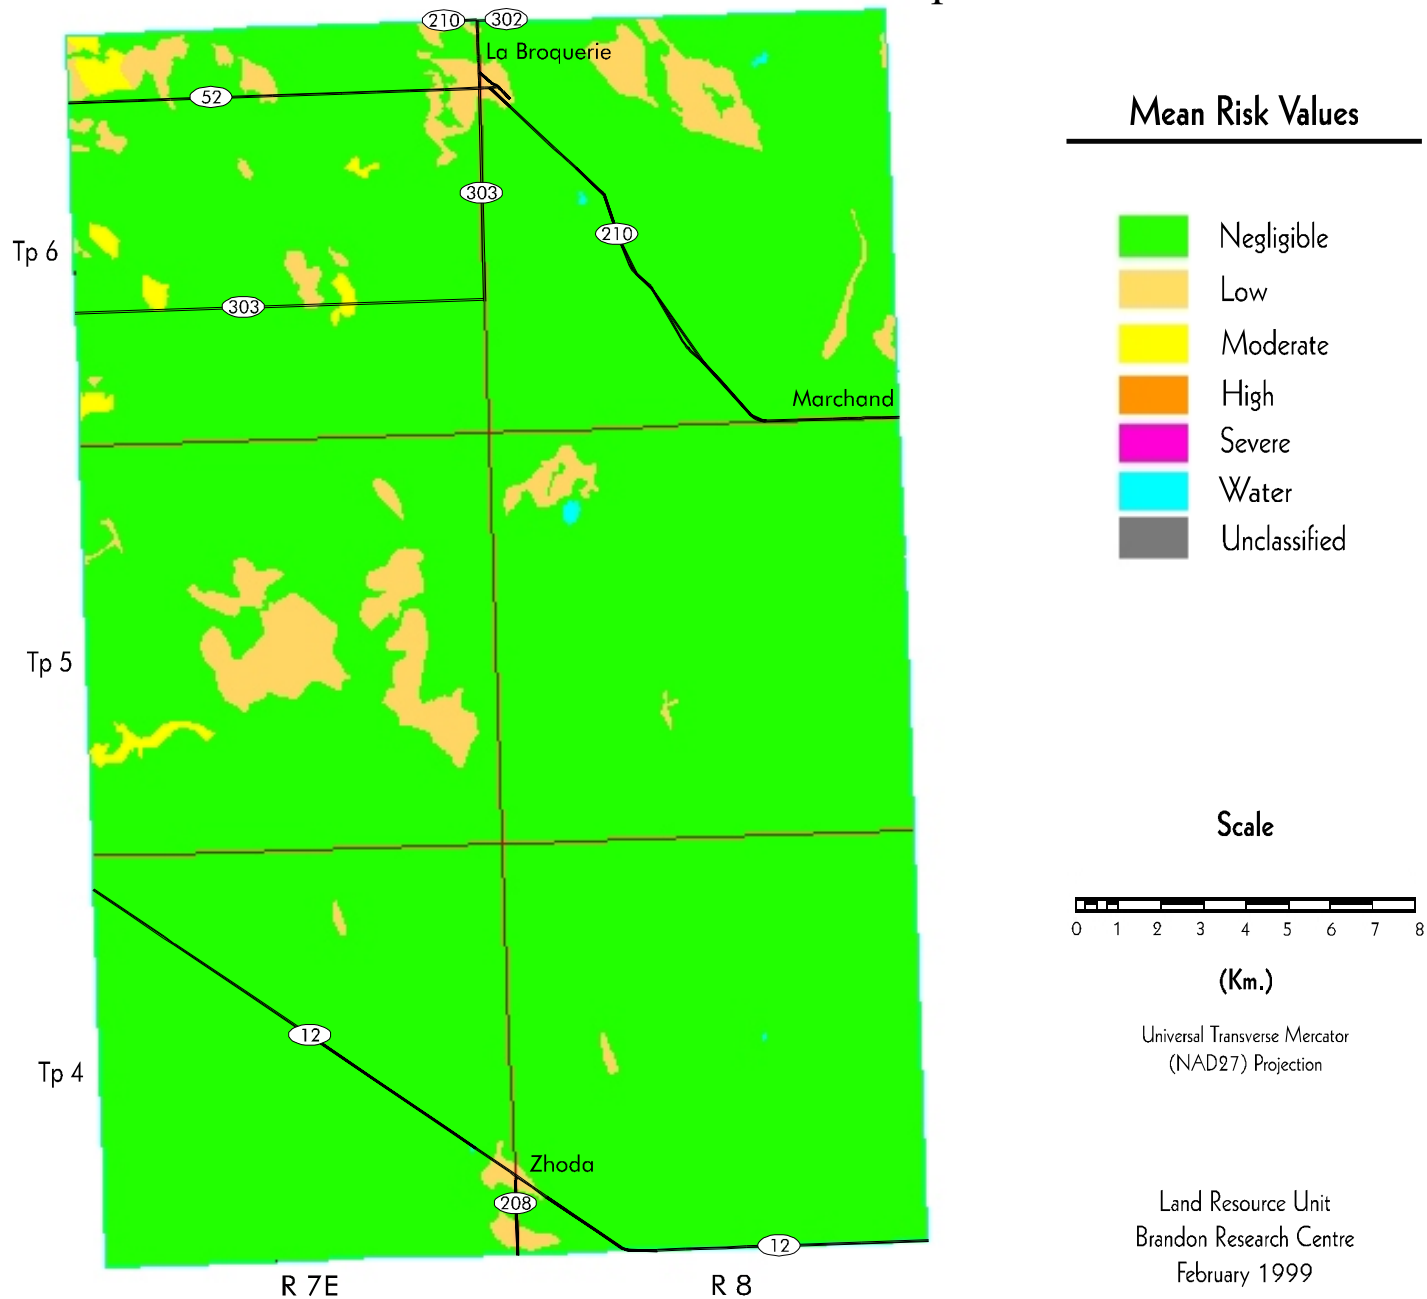 210
302
La Broquerie
52
303
210
Tp 6
303
Marchand
Tp 5
12
Tp 4
Zhoda
208
12
R 7E
R 8
Mean Risk Values
Negligible
Low
Moderate
High
Severe
Water
Unclassified
Scale
0 1 2 3 4 5 6 7 8
(Km.)
Universal Transverse Mercator
(NAD27) Projection
Land Resource Unit
Brandon Research Centre
February 1999